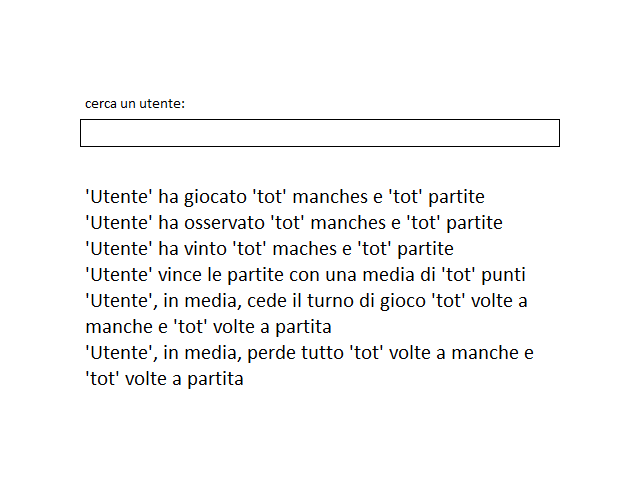 cerca un utente:
'Utente' ha giocato 'tot' manches e 'tot' partite
'Utente' ha osservato 'tot' manches e 'tot' partite
'Utente' ha vinto 'tot' maches e 'tot' partite
'Utente' vince le partite con una media di 'tot' punti
'Utente', in media, cede il turno di gioco 'tot' volte a
manche e 'tot' volte a partita
'Utente', in media, perde tutto 'tot' volte a manche e
'tot' volte a partita